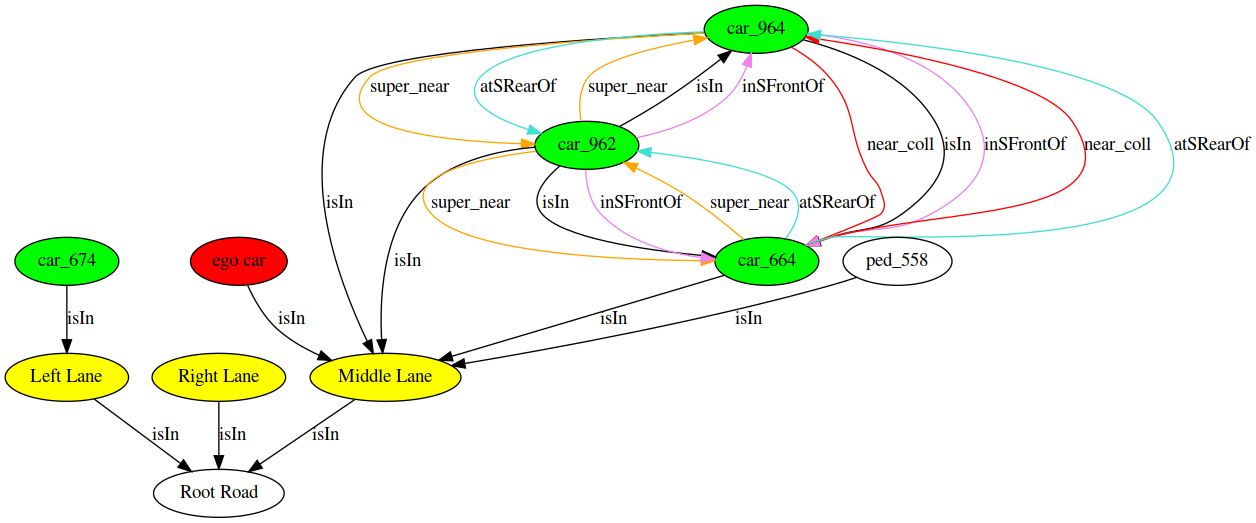 car_964
super_near
atSRearOf
super_near
isIn
inSFrontOf
car_962
near_coll
isIn
inSFrontOf
near_coll
atSRearOf
isIn
super_near
isIn
inSFrontOf
super_near
atSRearOf
isIn
car_674
ego car
car_664
ped_558
isIn
isIn
isIn
isIn
Left Lane
Right Lane
Middle Lane
isIn
isIn
isIn
Root Road